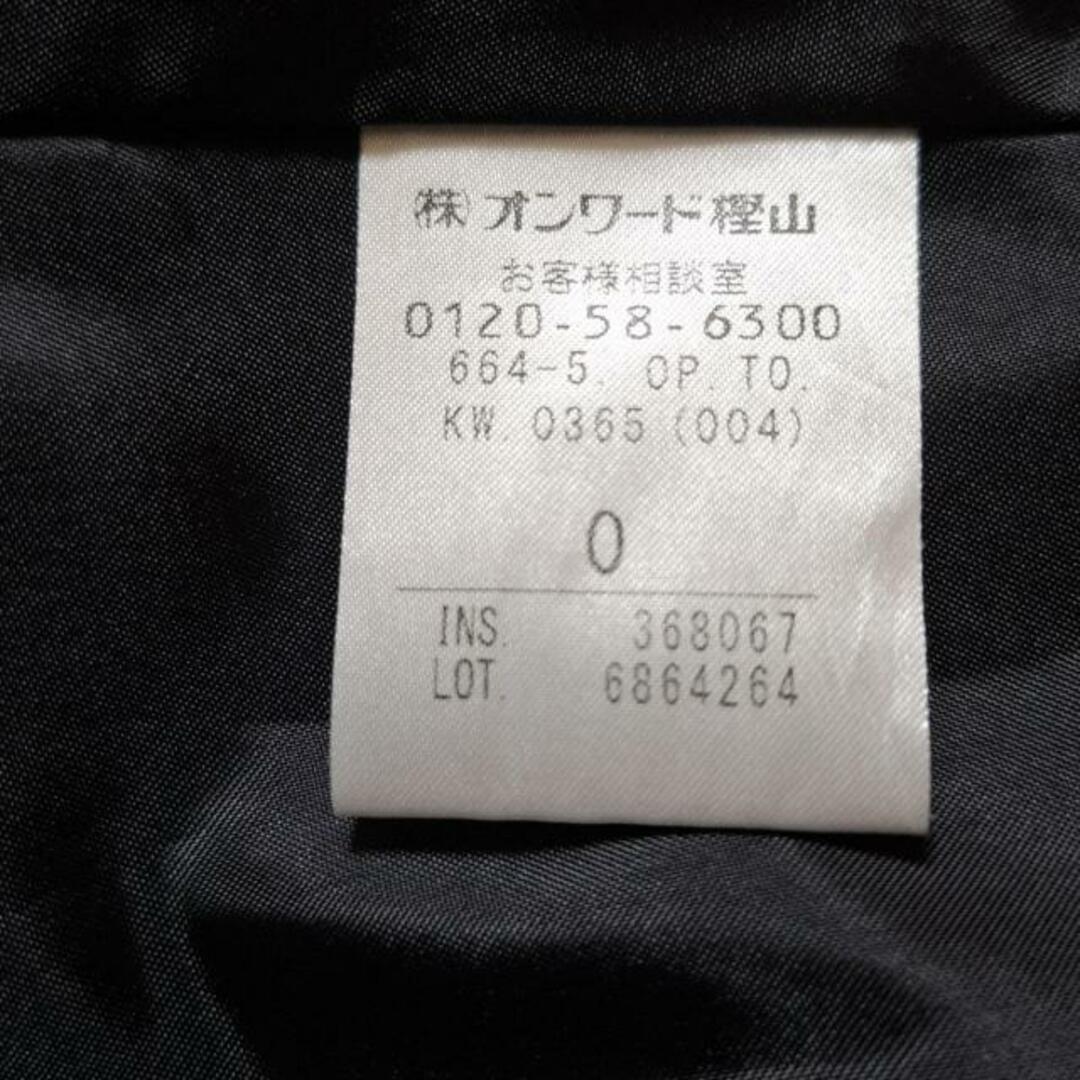 ㈱オンワード樫山
お客様相談室
0120-58-6300
664-5. OP. TO.
KW. 0365 (004)
0
INS. 368067
LOT. 6864264